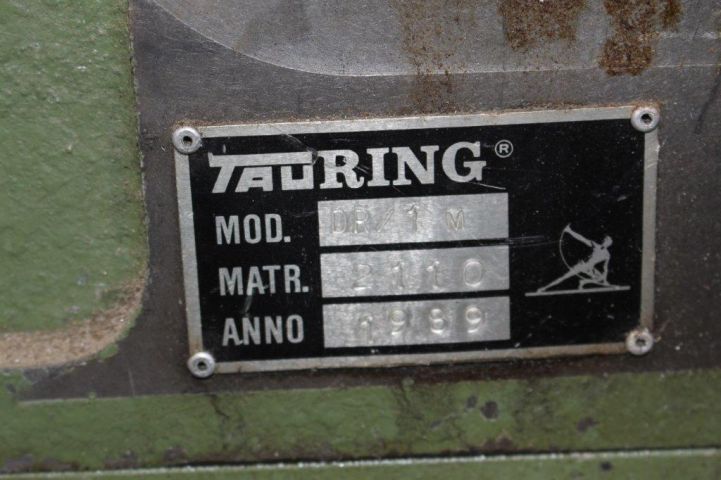 TAURING®
MOD. DR/1 M
MATR. 2110
ANNO 1989